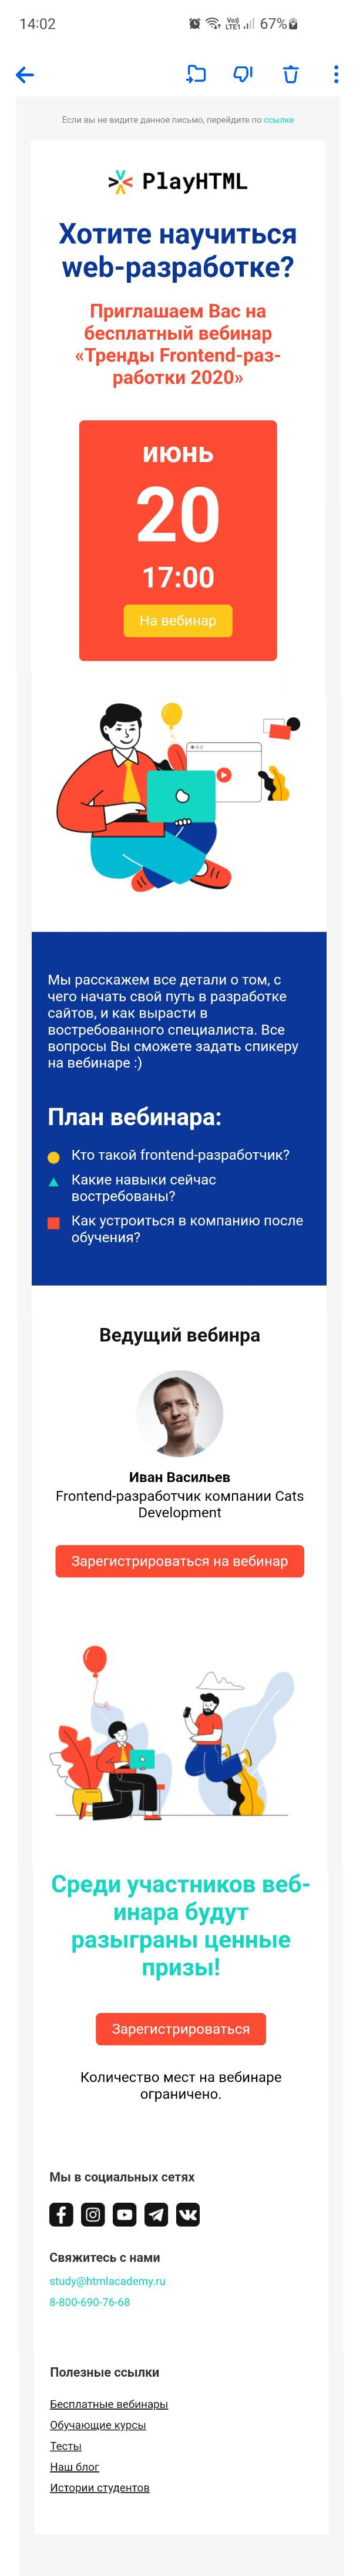 14:02
Vo))
LTE1
67%
Если вы не видите данное письмо, перейдите по ссылке
PlayHTML
Хотите научиться
web-разработке?
Приглашаем Вас на
бесплатный вебинар
«Тренды Frontend-раз-
работки 2020»
июнь
20
17:00
На вебинар
Мы расскажем все детали о том, с
чего начать свой путь в разработке
сайтов, и как вырасти в
востребованного специалиста. Все
вопросы Вы сможете задать спикеру
на вебинаре :)
План вебинара:
Кто такой frontend-разработчик?
Какие навыки сейчас
востребованы?
Как устроиться в компанию после
обучения?
Ведущий вебинра
Иван Васильев
Frontend-разработчик компании Cats
Development
Зарегистрироваться на вебинар
Среди участников веб-
инара будут
разыграны ценные
призы!
Зарегистрироваться
Количество мест на вебинаре
ограничено.
Мы в социальных сетях
Свяжитесь с нами
study@htmlacademy.ru
8-800-690-76-68
Полезные ссылки
Бесплатные вебинары
Обучающие курсы
Тесты
Наш блог
Истории студентов